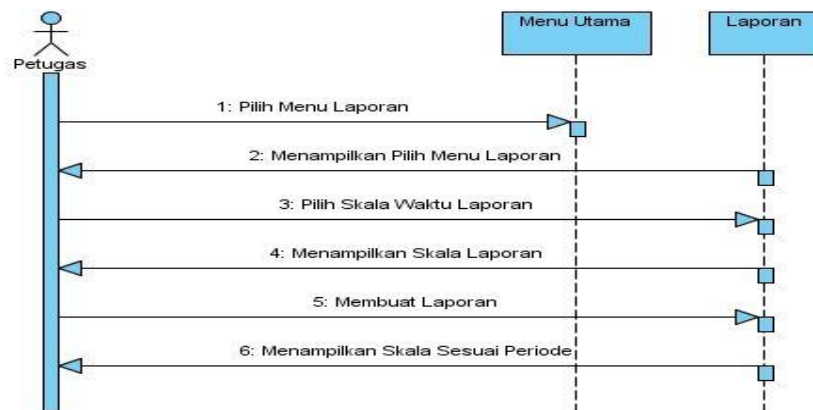 Petugas
Menu Utama
Laporan
1: Pilih Menu Laporan
2: Menampilkan Pilih Menu Laporan
3: Pilih Skala Waktu Laporan
4: Menampilkan Skala Laporan
5: Membuat Laporan
6: Menampilkan Skala Sesuai Periode